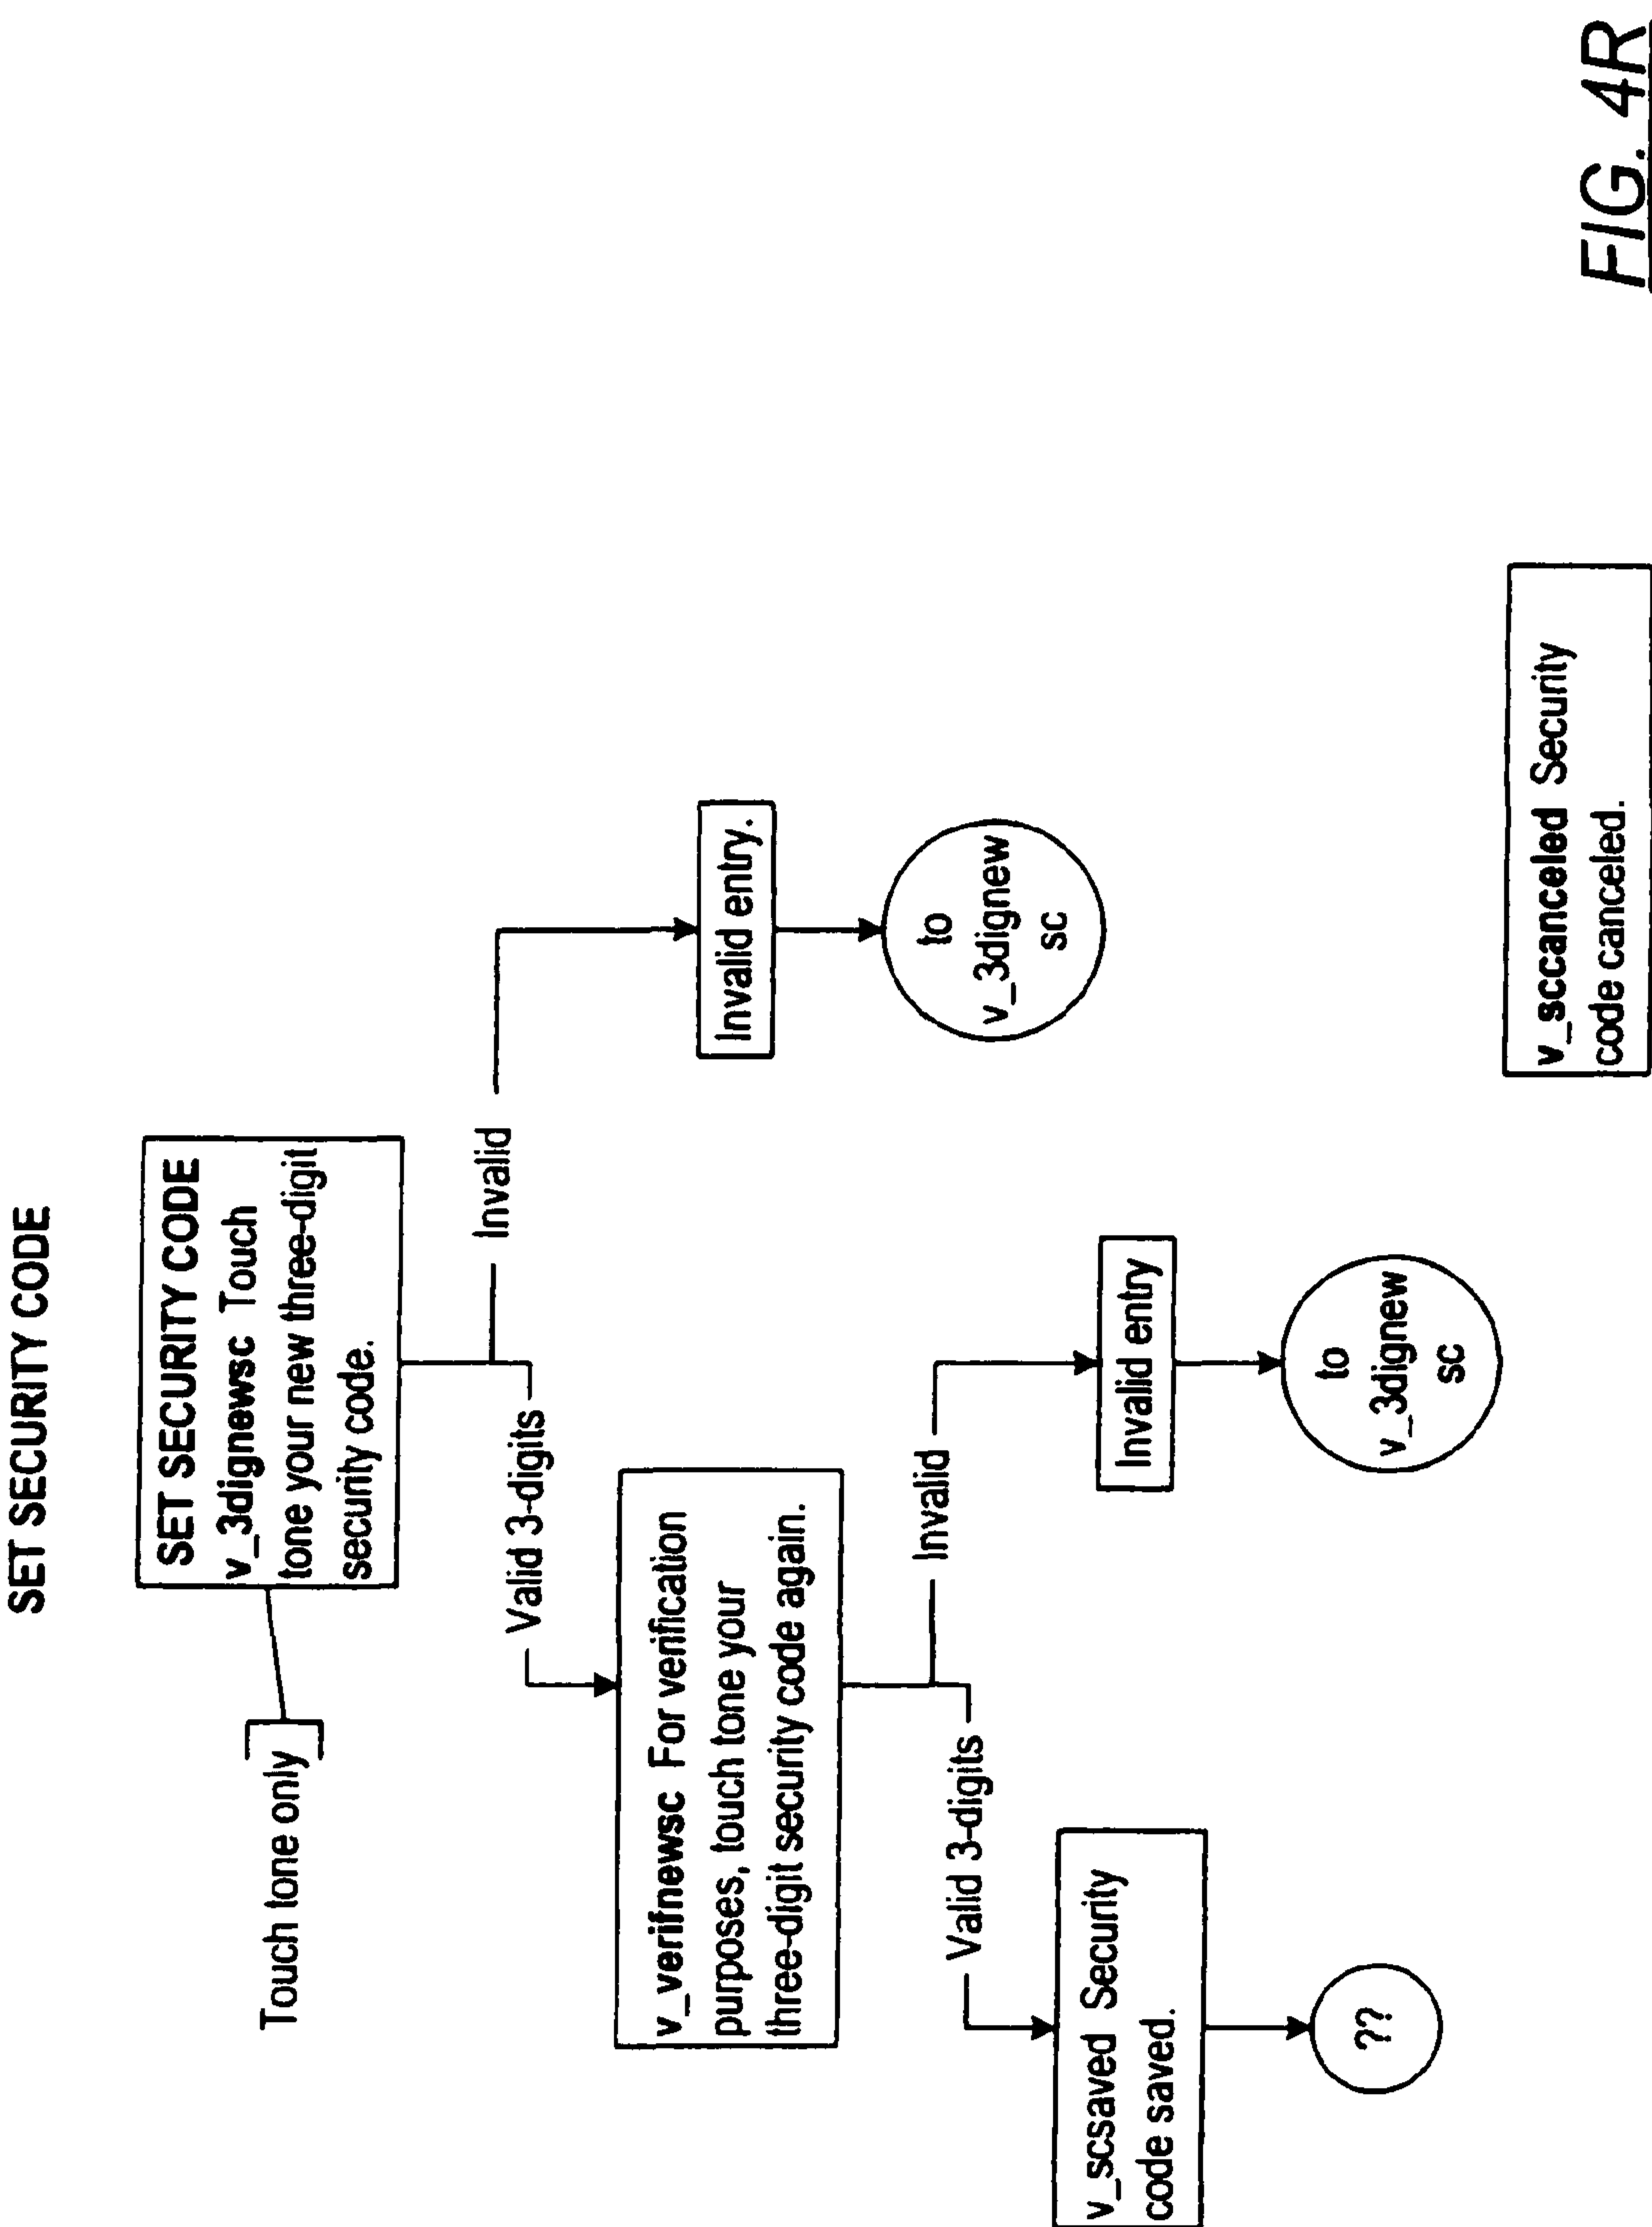 SET SECURITY CODE
Touch tone only
SET SECURITY CODE
v_3dignewsc Touch
tone your new three-digit
security code.
Valid 3-digits
Invalid
v_verifnewsc For verification
purposes, touch tone your
three-digit security code again.
Invalid entry.
to
v_3dignew
sc
Valid 3-digits
Invalid
v_scsaved Security
code saved.
??
Invalid entry
to
v_3dignew
sc
v_sccanceled Security
code canceled.
FIG. 4R